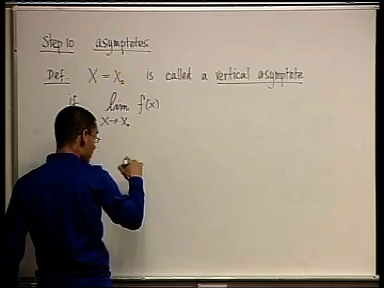 Step 10 asymptotes
Def. X = X₀ is called a vertical asymptote
if lim f(x)
X→X₀